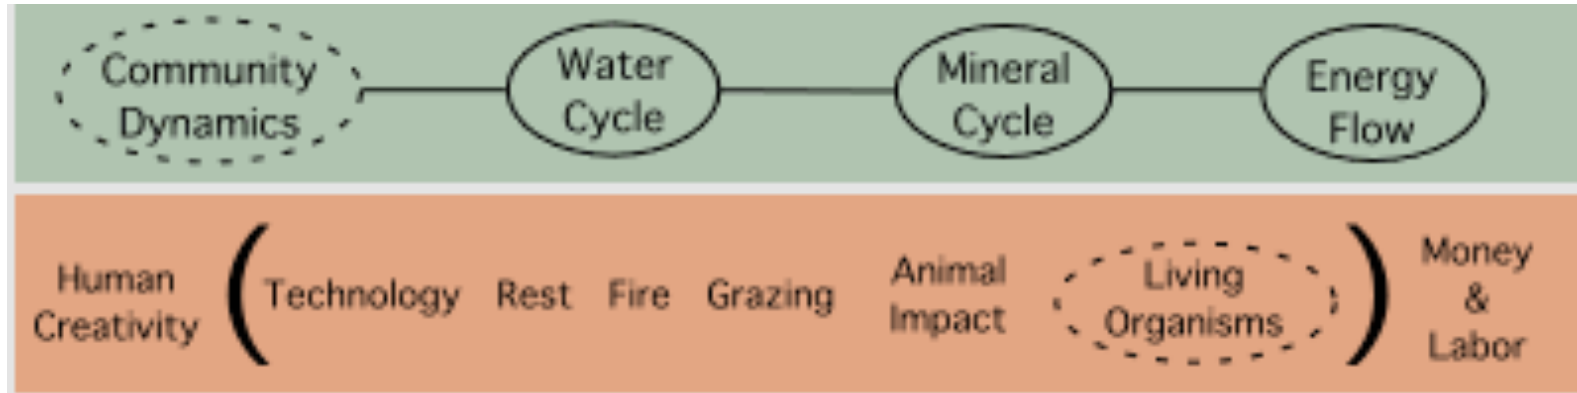 Community
Dynamics
Water
Cycle
Mineral
Cycle
Energy
Flow
Human
Creativity
(
Technology
Rest
Fire
Grazing
Animal
Impact
Living
Organisms
)
Money
&
Labor